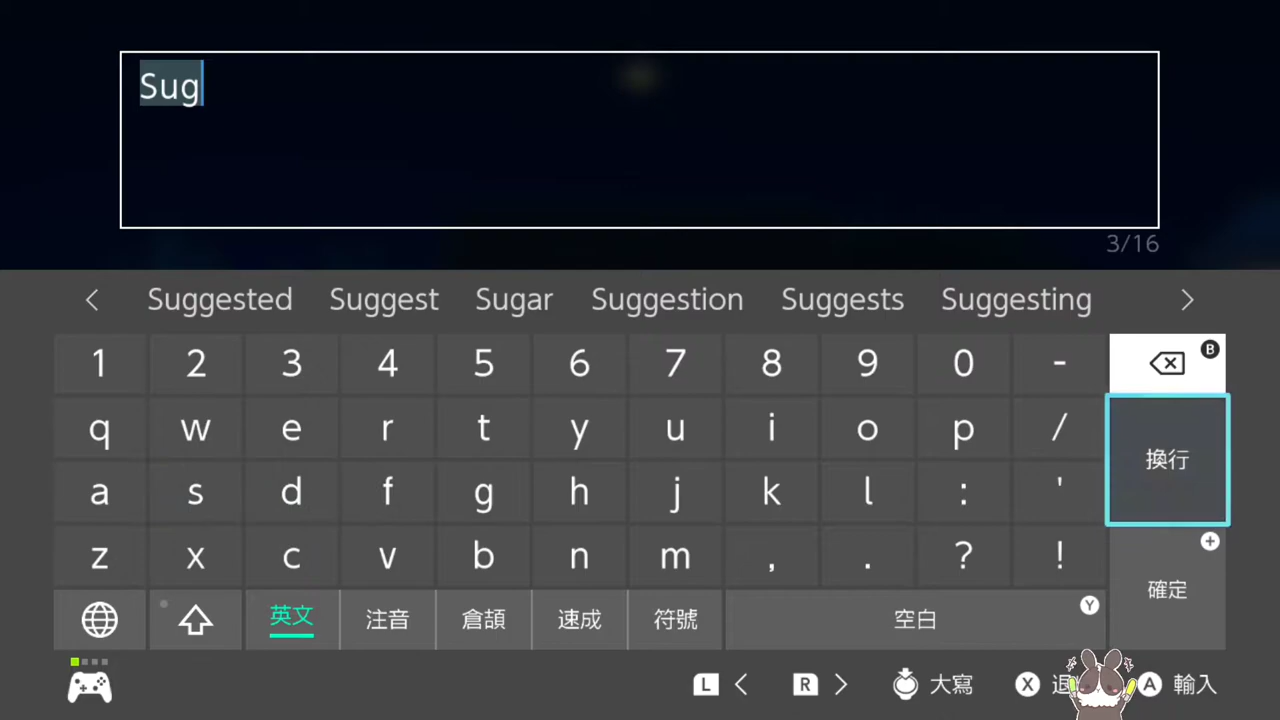 Sug
3/16
Suggested Suggest Sugar Suggestion Suggests Suggesting
1 2 3 4 5 6 7 8 9 0 - B
q w e r t y u i o p /
換行
a s d f g h j k l : '
z x c v b n m , . ? ! +
確定
英文 注音 倉頡 速成 符號 空白 Y
L R 大寫 X 退 A 輸入